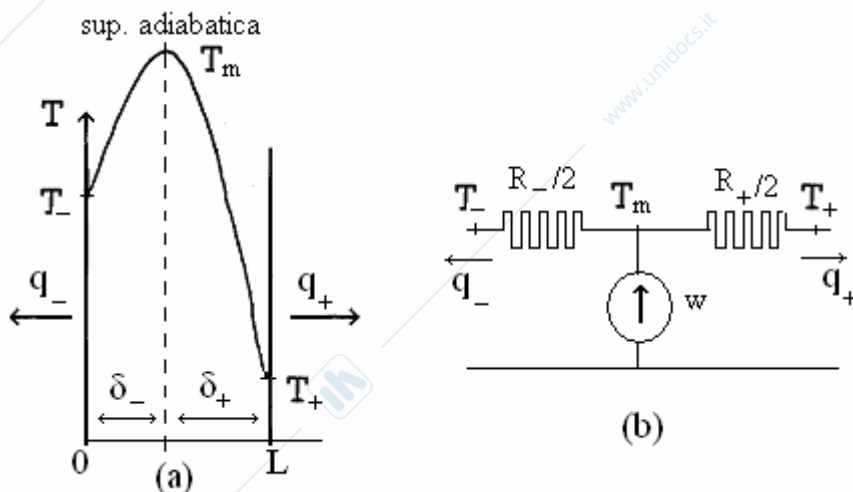 sup. adiabatica
T_m
T
T_-
q_- q_+
δ_- δ_+
T_+
0 L
(a)
R_-/2 R_+/2
T_- T_m T_+
q_- q_+
w
(b)
www.unidocs.it